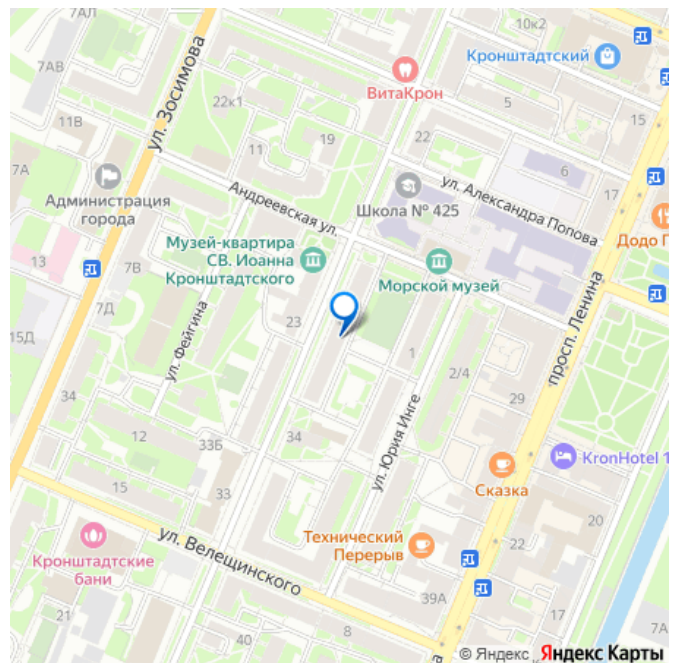 7АЛ
10к2
Кронштадтский
7АВ
ул. Зосимова
ВитаКрон
22к1
5
15
11В
19
22
11
6
7А
Администрация
города
ул. Александра Попова
17
Школа № 425
Андреевская ул.
Додо П
Музей-квартира
СВ. Иоанна
Кронштадтского
13
7В
Морской музей
просп. Ленина
7Д
23
15Д
ул. Фейгина
1
2/4
34
29
12
33Б
34
ул. Юрия Инге
KronHotel 1
15
33
Сказка
20
Технический
Перерыв
22
ул. Велещинского
Кронштадтские
бани
39А
21
17
40
8
7А
© Яндекс Яндекс Карты